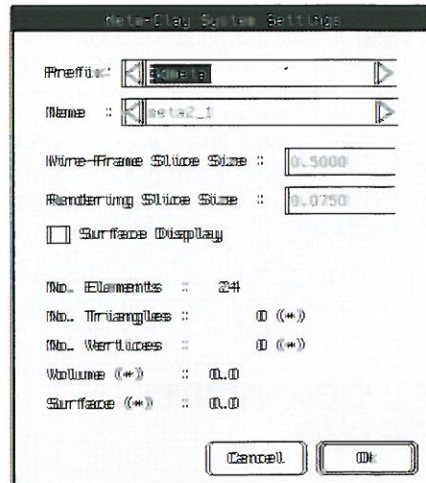 Meta-Clay System Settings
Prefix:
Name : meta2_1
Wire-Frame Slice Size : 0.5000
Rendering Slice Size : 0.0750
Surface Display
No. Elements : 24
No. Triangles : 0 (*)
No. Vertices : 0 (*)
Volume (*) : 0.0
Surface (*) : 0.0
Cancel Ok